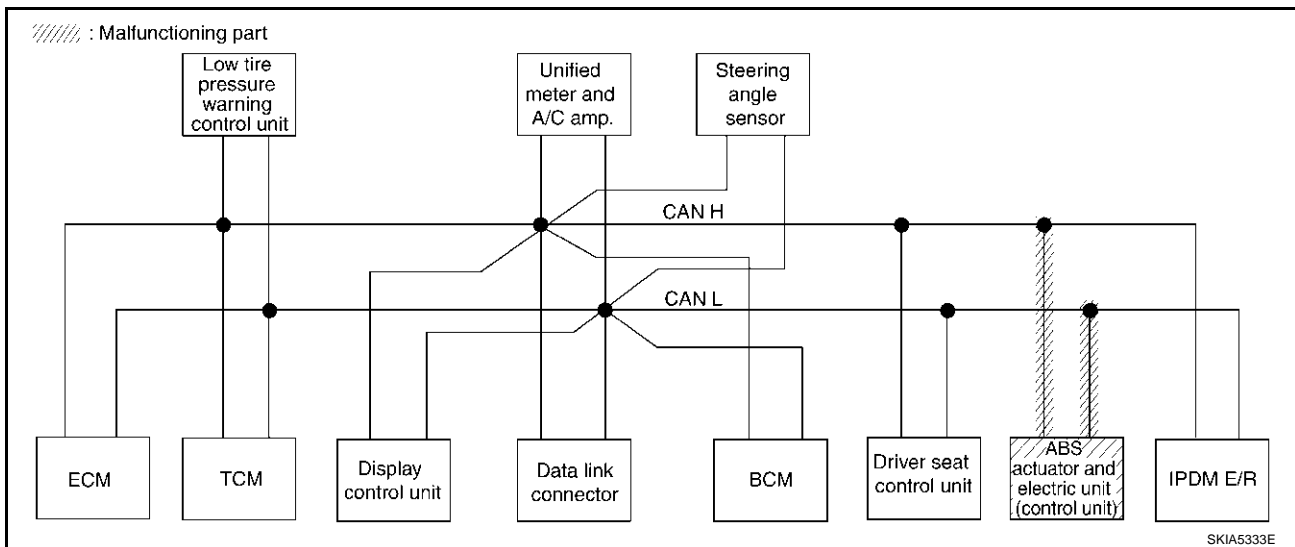 : Malfunctioning part
Low tire
pressure
warning
control unit
Unified
meter and
A/C amp.
Steering
angle
sensor
CAN H
CAN L
ECM
TCM
Display
control unit
Data link
connector
BCM
Driver seat
control unit
ABS
actuator and
electric unit
(control unit)
IPDM E/R
SKIA5333E